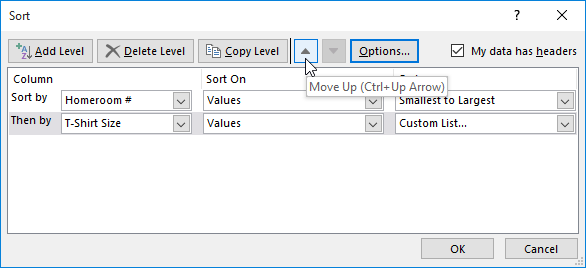 Sort
? ×
Add Level Delete Level Copy Level Options... My data has headers
Column Sort On
Move Up (Ctrl+Up Arrow)
Sort by Homeroom # Values Smallest to Largest
Then by T-Shirt Size Values Custom List...
OK Cancel